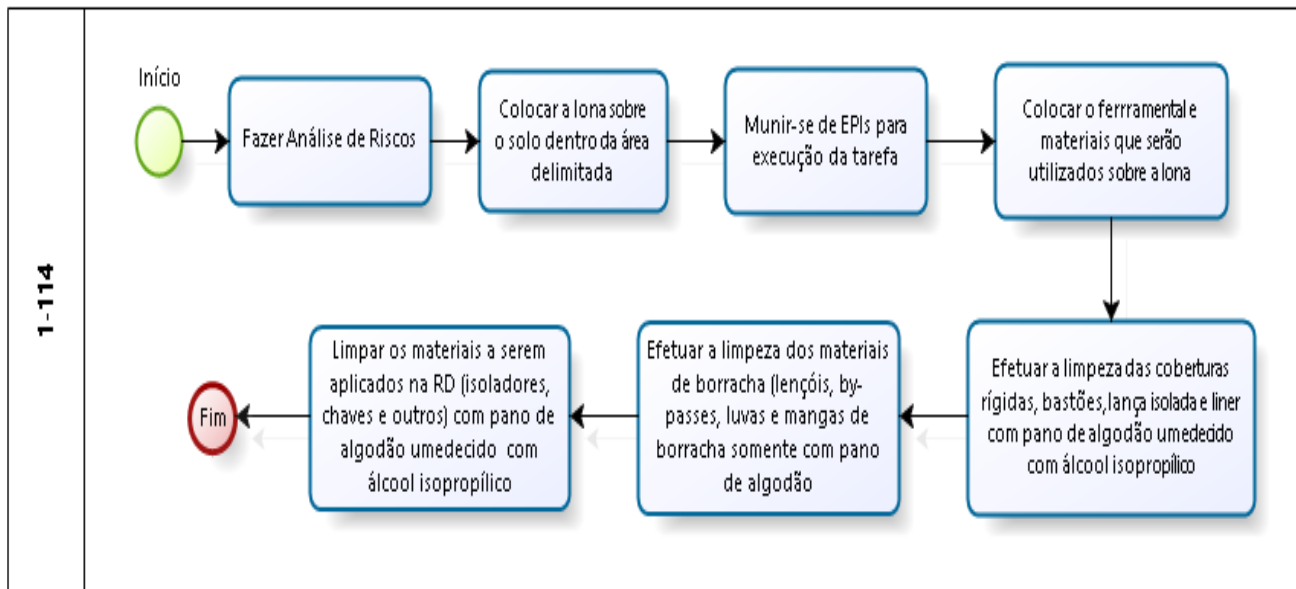 1-114
Início
Fazer Análise de Riscos
Colocar a lona sobre
o solo dentro da área
delimitada
Munir-se de EPIs para
execução da tarefa
Colocar o ferrramental e
materiais que serão
utilizados sobre a lona
Efetuar a limpeza das coberturas
rígidas, bastões, lança isolada e liner
com pano de algodão umedecido
com álcool isopropílico
Efetuar a limpeza dos materiais
de borracha (lençóis, by-
passes, luvas e mangas de
borracha somente com pano
de algodão
Limpar os materiais a serem
aplicados na RD (isoladores,
chaves e outros) com pano de
algodão umedecido com
álcool isopropílico
Fim